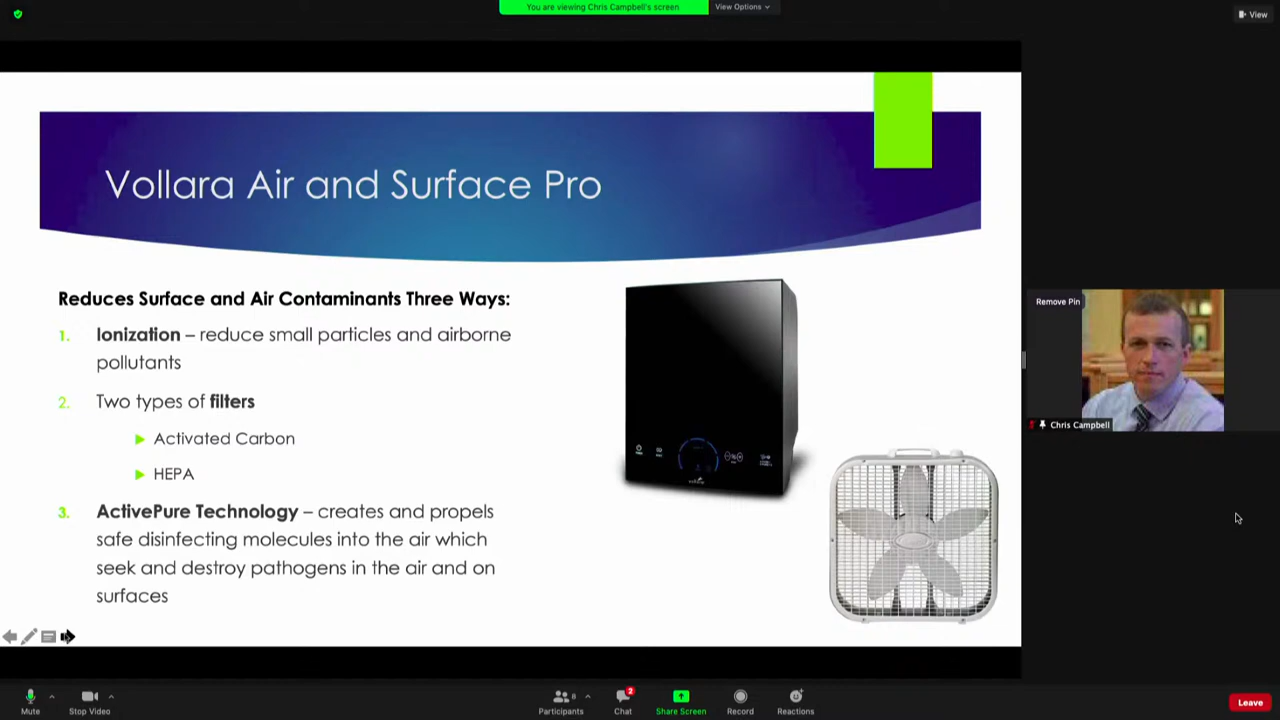 You are viewing Chris Campbell's screen
View Options
View
Vollara Air and Surface Pro
Reduces Surface and Air Contaminants Three Ways:
1. Ionization – reduce small particles and airborne
pollutants
2. Two types of filters
Activated Carbon
HEPA
3. ActivePure Technology – creates and propels
safe disinfecting molecules into the air which
seek and destroy pathogens in the air and on
surfaces
Remove Pin
Chris Campbell
Mute
Stop Video
Participants
8
Chat
2
Share Screen
Record
Reactions
Leave